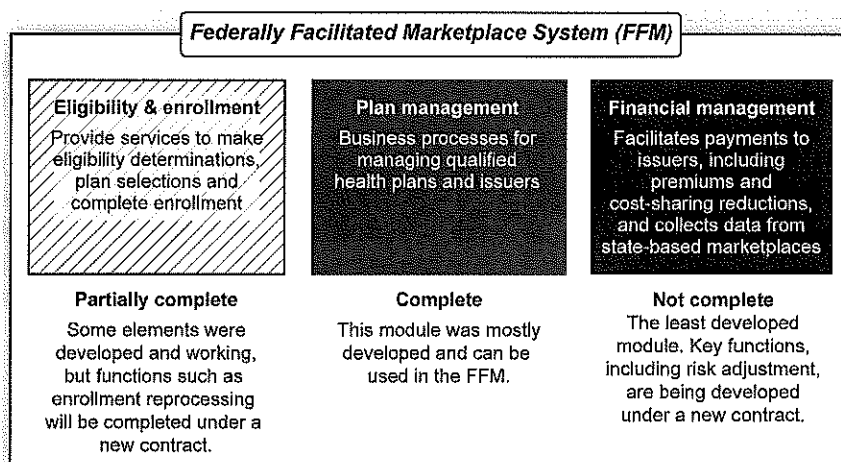 Federally Facilitated Marketplace System (FFM)
Eligibility & enrollment
Provide services to make
eligibility determinations,
plan selections and
complete enrollment
Partially complete
Some elements were
developed and working,
but functions such as
enrollment reprocessing
will be completed under a
new contract.
Plan management
Business processes for
managing qualified
health plans and issuers
Complete
This module was mostly
developed and can be
used in the FFM.
Financial management
Facilitates payments to
issuers, including
premiums and
cost-sharing reductions,
and collects data from
state-based marketplaces
Not complete
The least developed
module. Key functions,
including risk adjustment,
are being developed
under a new contract.